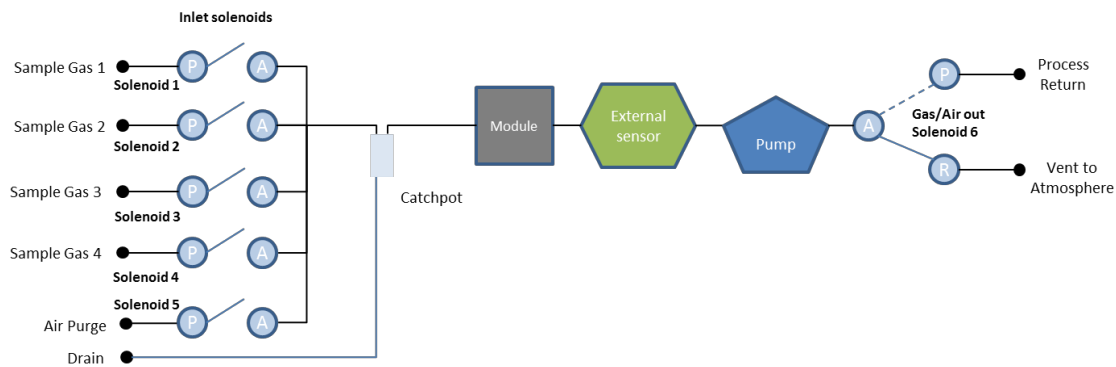 Inlet solenoids
Sample Gas 1
P
A
Solenoid 1
Sample Gas 2
P
A
Solenoid 2
Sample Gas 3
P
A
Solenoid 3
Sample Gas 4
P
A
Solenoid 4
Solenoid 5
Air Purge
P
A
Drain
Catchpot
Module
External
sensor
Pump
A
P
Process
Return
Gas/Air out
Solenoid 6
R
Vent to
Atmosphere